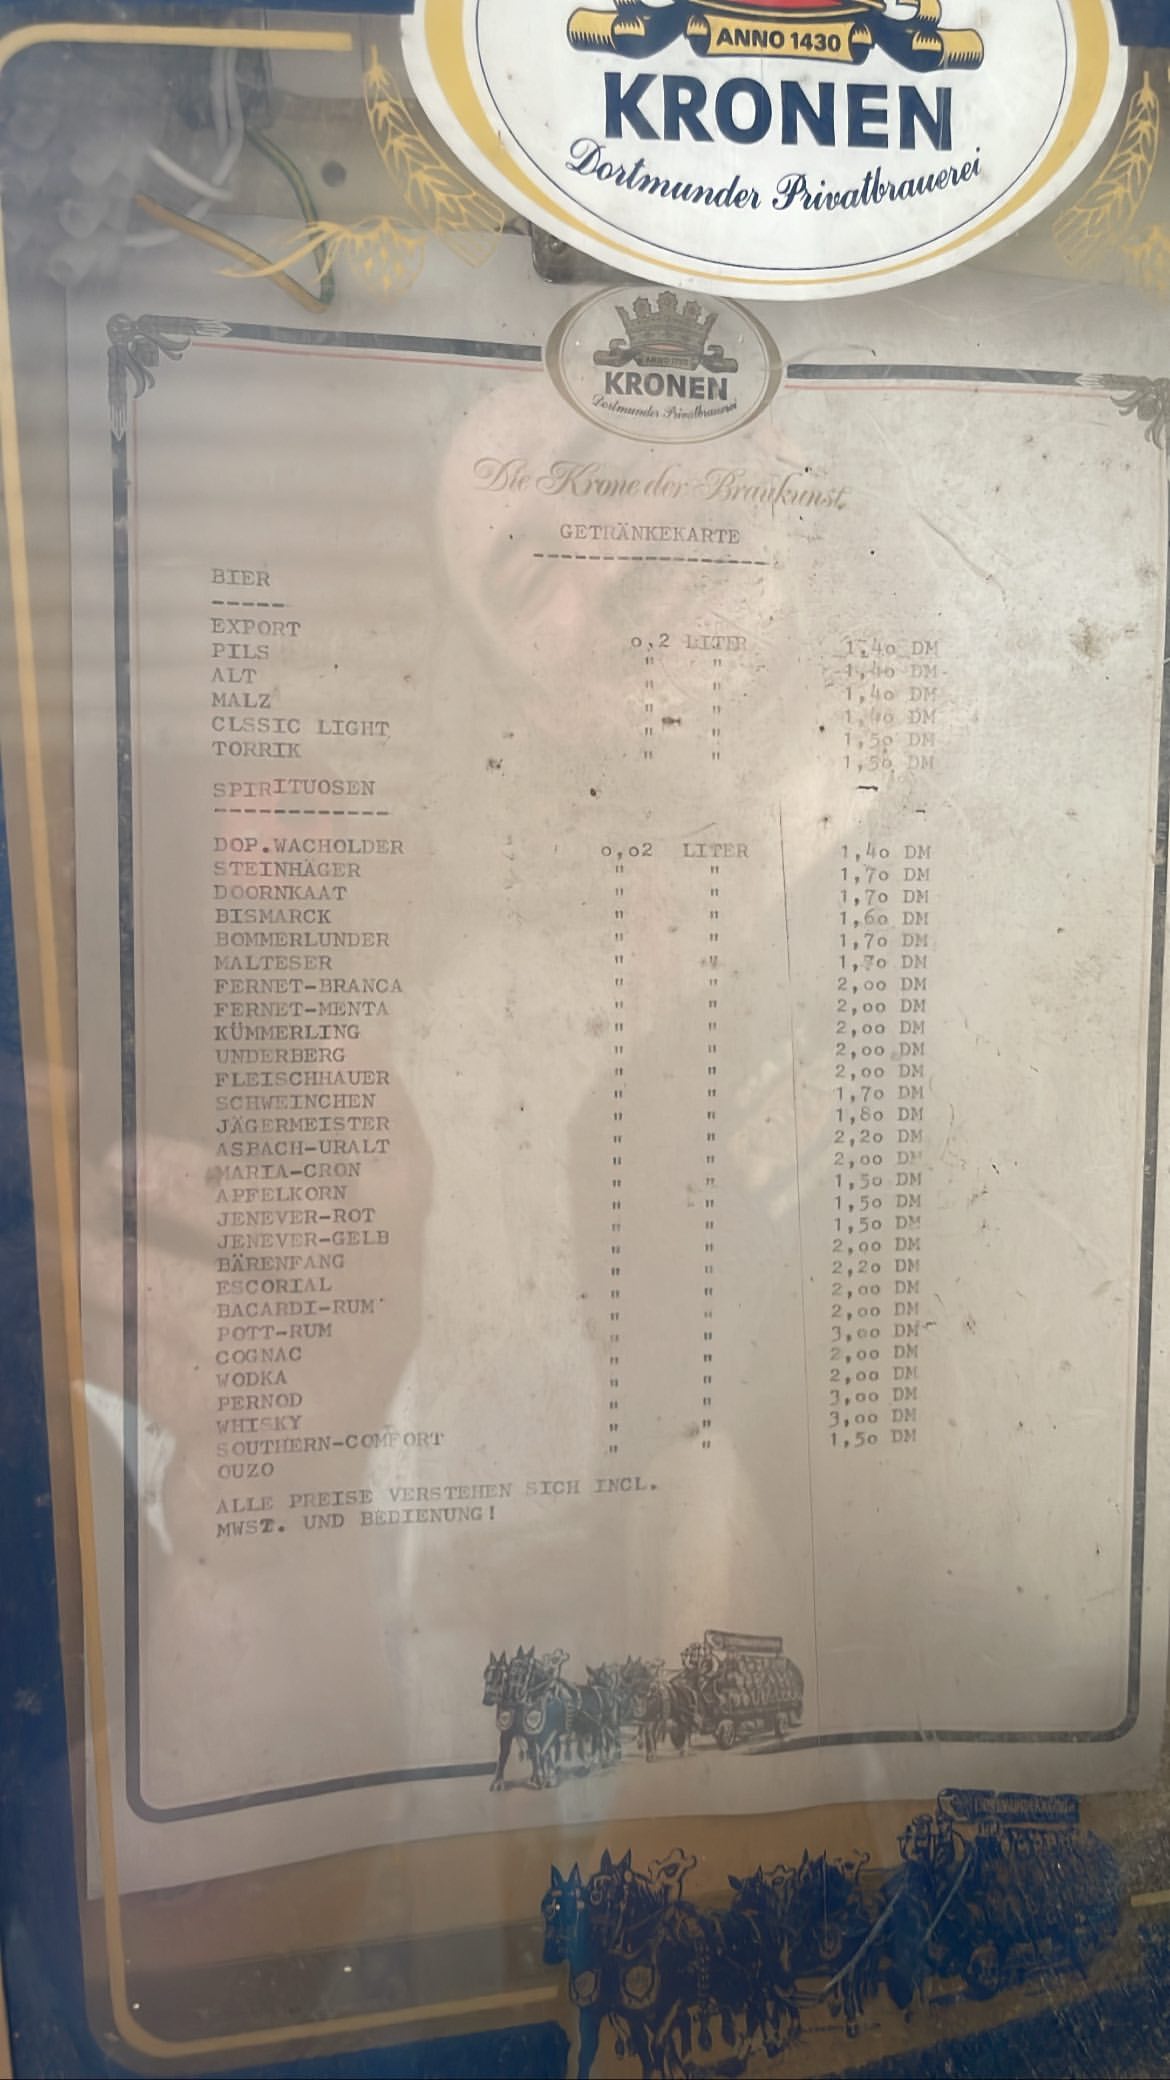 ANNO 1430
KRONEN
Dortmunder Privatbrauerei
KRONEN
Dortmunder Privatbrauerei
Die Krone der Braukunst.
GETRÄNKEKARTE
BIER
EXPORT 0,2 LITER 1,40 DM
PILS " " 1,40 DM
ALT " " 1,40 DM
MALZ " " 1,40 DM
CLSSIC LIGHT " " 1,50 DM
TORRIK " " 1,50 DM
SPIRITUOSEN
DOP.WACHOLDER 0,02 LITER 1,40 DM
STEINHÄGER " " 1,70 DM
DOORNKAAT " " 1,70 DM
BISMARCK " " 1,60 DM
BOMMERLUNDER " " 1,70 DM
MALTESER " " 1,70 DM
FERNET-BRANCA " " 2,00 DM
FERNET-MENTA " " 2,00 DM
KÜMMERLING " " 2,00 DM
UNDERBERG " " 2,00 DM
FLEISCHHAUER " " 2,00 DM
SCHWEINCHEN " " 1,70 DM
JÄGERMEISTER " " 1,80 DM
ASBACH-URALT " " 2,20 DM
MARIA-CRON " " 2,00 DM
APFELKORN " " 1,50 DM
JENEVER-ROT " " 1,50 DM
JENEVER-GELB " " 1,50 DM
BÄRENFANG " " 2,00 DM
ESCORIAL " " 2,20 DM
BACARDI-RUM " " 2,00 DM
POTT-RUM " " 2,00 DM
COGNAC " " 3,00 DM
WODKA " " 2,00 DM
PERNOD " " 2,00 DM
WHISKY " " 3,00 DM
SOUTHERN-COMFORT " " 3,00 DM
OUZO " " 1,50 DM
ALLE PREISE VERSTEHEN SICH INCL.
MWST. UND BEDIENUNG!